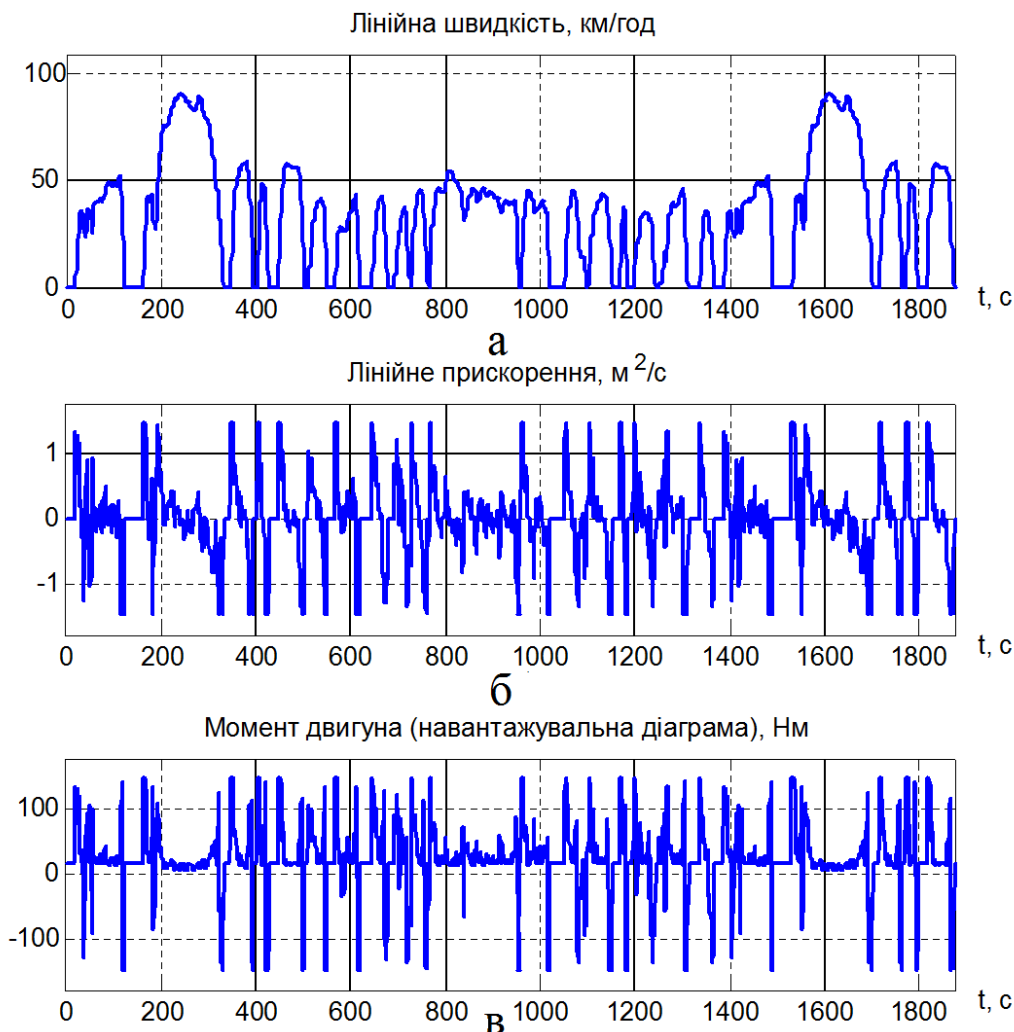 Лінійна швидкість, км/год
100
50
0
0 200 400 600 800 1000 1200 1400 1600 1800 t, с
а
Лінійне прискорення, м ²/с
1
0
-1
0 200 400 600 800 1000 1200 1400 1600 1800 t, с
б
Момент двигуна (навантажувальна діаграма), Нм
100
0
-100
0 200 400 600 800 1000 1200 1400 1600 1800 t, с
в